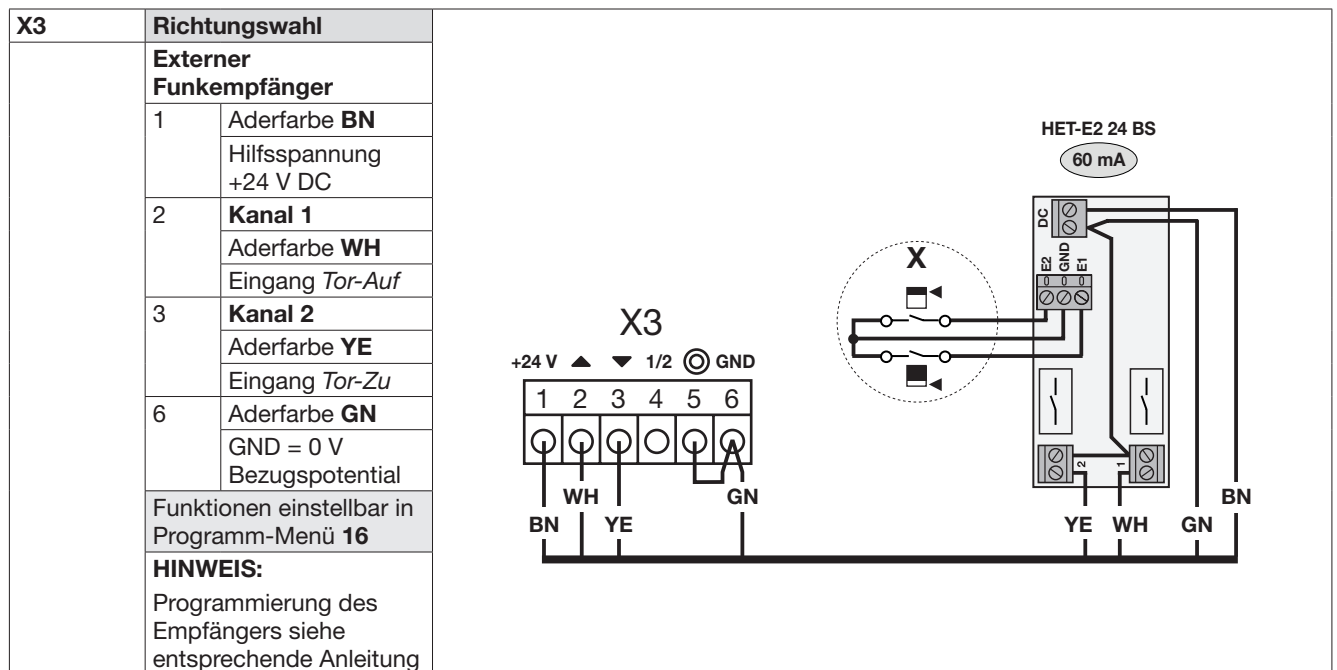 X3
Richtungswahl
Externer
Funkempfänger
1
Aderfarbe BN
Hilfsspannung
+24 V DC
2
Kanal 1
Aderfarbe WH
Eingang Tor-Auf
3
Kanal 2
Aderfarbe YE
Eingang Tor-Zu
6
Aderfarbe GN
GND = 0 V
Bezugspotential
Funktionen einstellbar in
Programm-Menü 16
HINWEIS:
Programmierung des
Empfängers siehe
entsprechende Anleitung
X3
+24 V 1/2 GND
1 2 3 4 5 6
WH GN
BN YE
X
HET-E2 24 BS
60 mA
DC
E2 GND E1
0 0 0
2 1
BN
YE WH GN